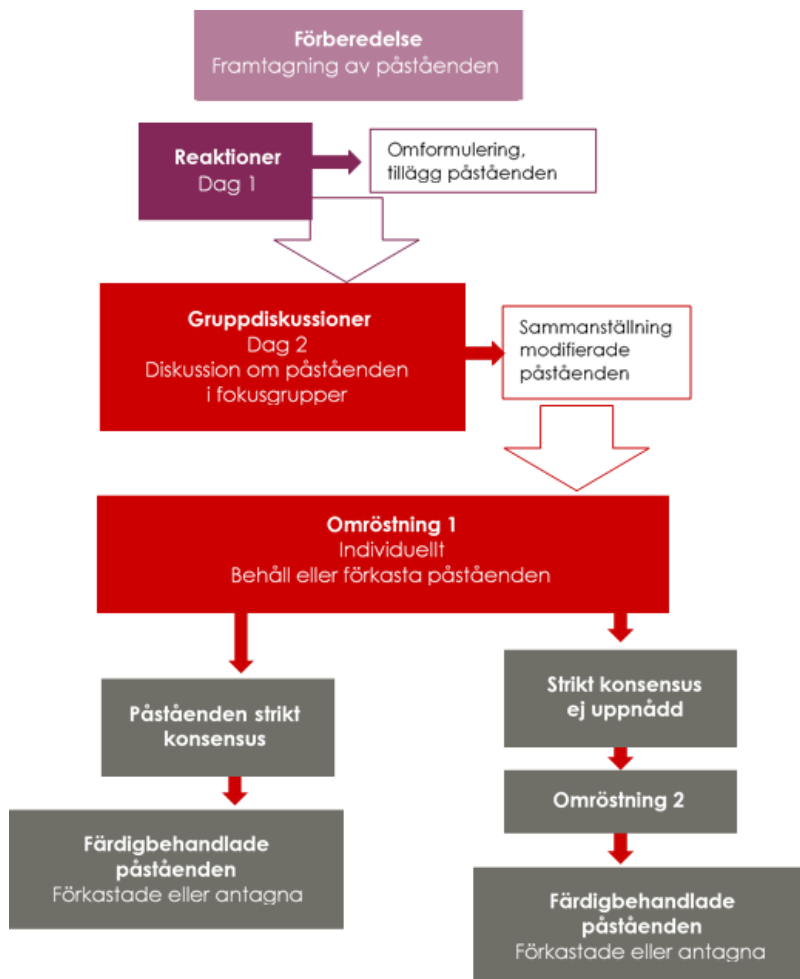 Förberedelse
Framtagning av påståenden
Reaktioner
Dag 1
Omformulering,
tillägg påståenden
Gruppdiskussioner
Dag 2
Diskussion om påståenden
i fokusgrupper
Sammanställning
modifierade
påståenden
Omröstning 1
Individuellt
Behåll eller förkasta påståenden
Påståenden strikt
konsensus
Strikt konsensus
ej uppnådd
Omröstning 2
Färdigbehandlade
påståenden
Förkastade eller antagna
Färdigbehandlade
påståenden
Förkastade eller antagna